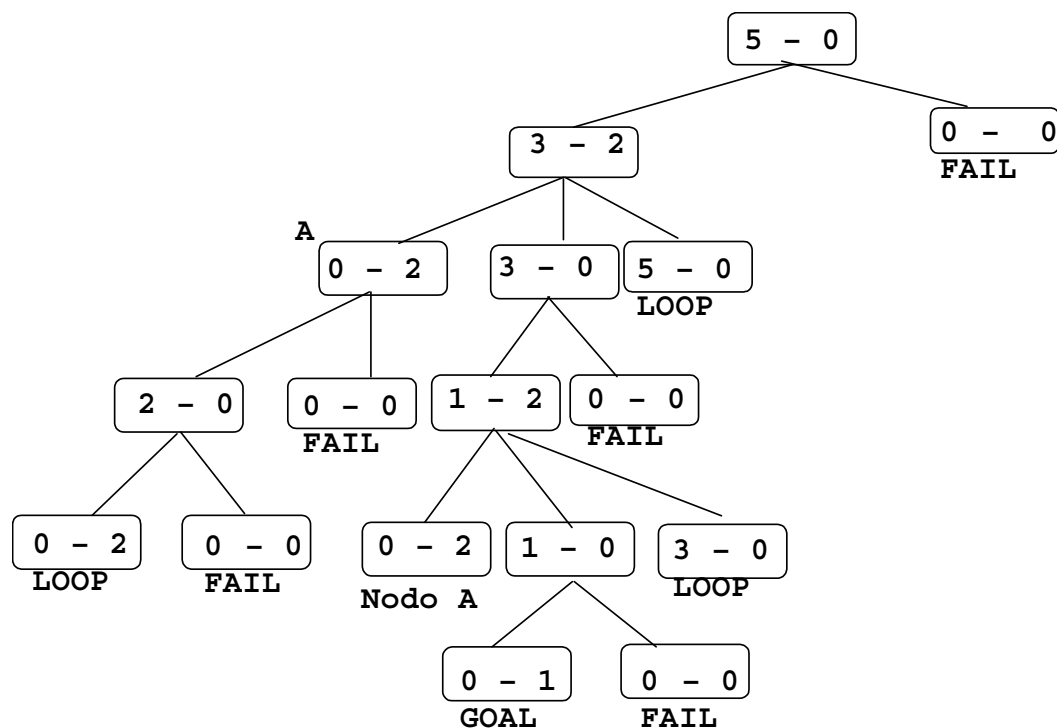 5 – 0
3 – 2
0 – 0
FAIL
A
0 – 2
3 – 0
5 – 0
LOOP
2 – 0
0 – 0
FAIL
1 – 2
0 – 0
FAIL
0 – 2
LOOP
0 – 0
FAIL
0 – 2
Nodo A
1 – 0
3 – 0
LOOP
0 – 1
GOAL
0 – 0
FAIL